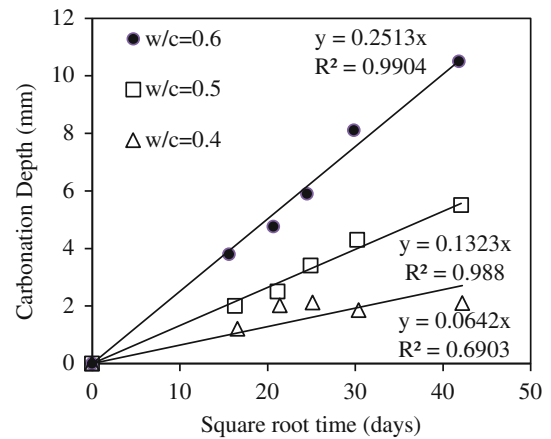 12
10
8
6
4
2
0
Carbonation Depth (mm)
w/c=0.6
w/c=0.5
w/c=0.4
y = 0.2513x
R² = 0.9904
y = 0.1323x
R² = 0.988
y = 0.0642x
R² = 0.6903
0 10 20 30 40 50
Square root time (days)